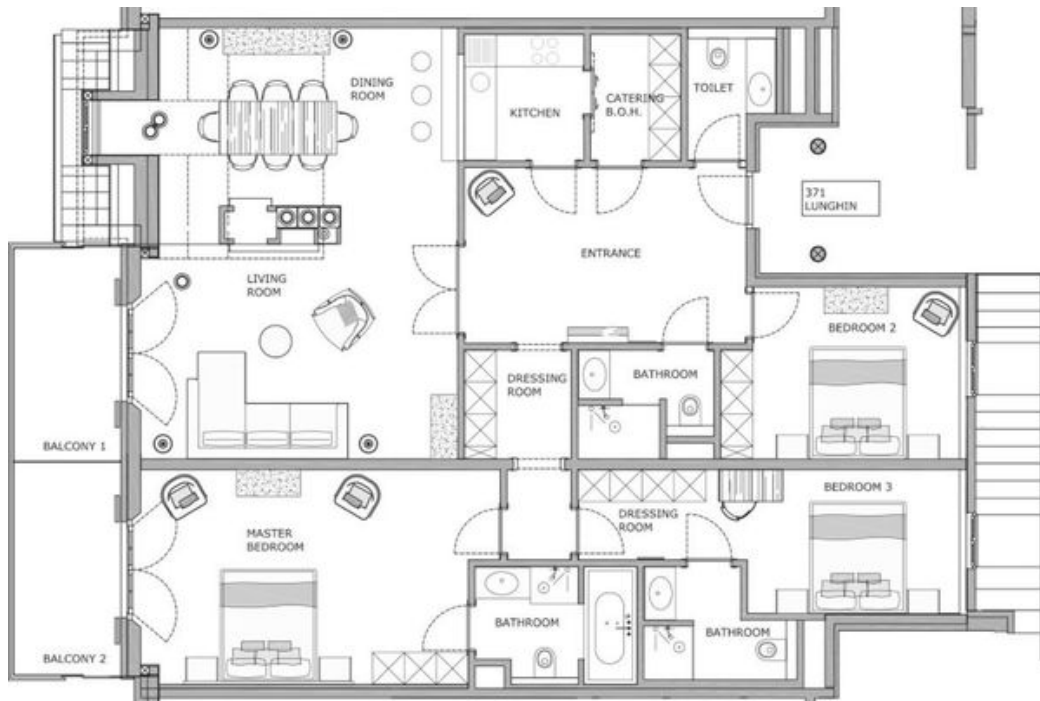 DINING
ROOM
KITCHEN
CATERING
B.O.H.
TOILET
371
LUNGHIN
ENTRANCE
LIVING
ROOM
BEDROOM 2
DRESSING
ROOM
BATHROOM
BALCONY 1
BEDROOM 3
DRESSING
ROOM
MASTER
BEDROOM
BATHROOM
BATHROOM
BALCONY 2